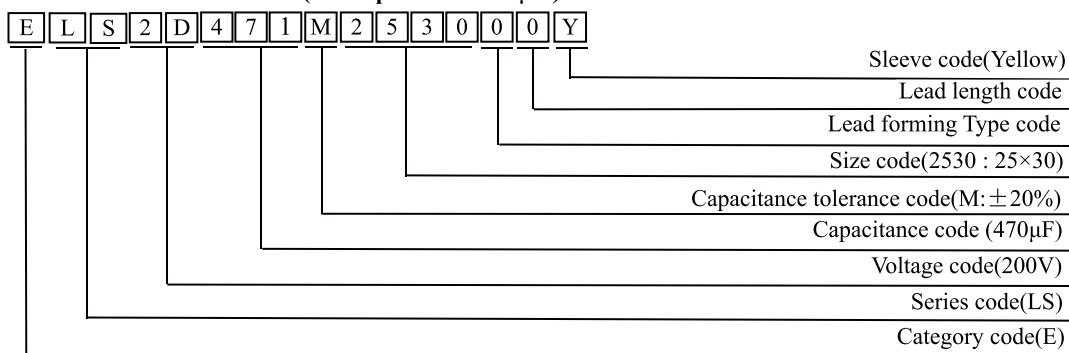 E L S 2 D 4 7 1 M 2 5 3 0 0 0 Y
Sleeve code(Yellow)
Lead length code
Lead forming Type code
Size code(2530 : 25×30)
Capacitance tolerance code(M:±20%)
Capacitance code (470μF)
Voltage code(200V)
Series code(LS)
Category code(E)